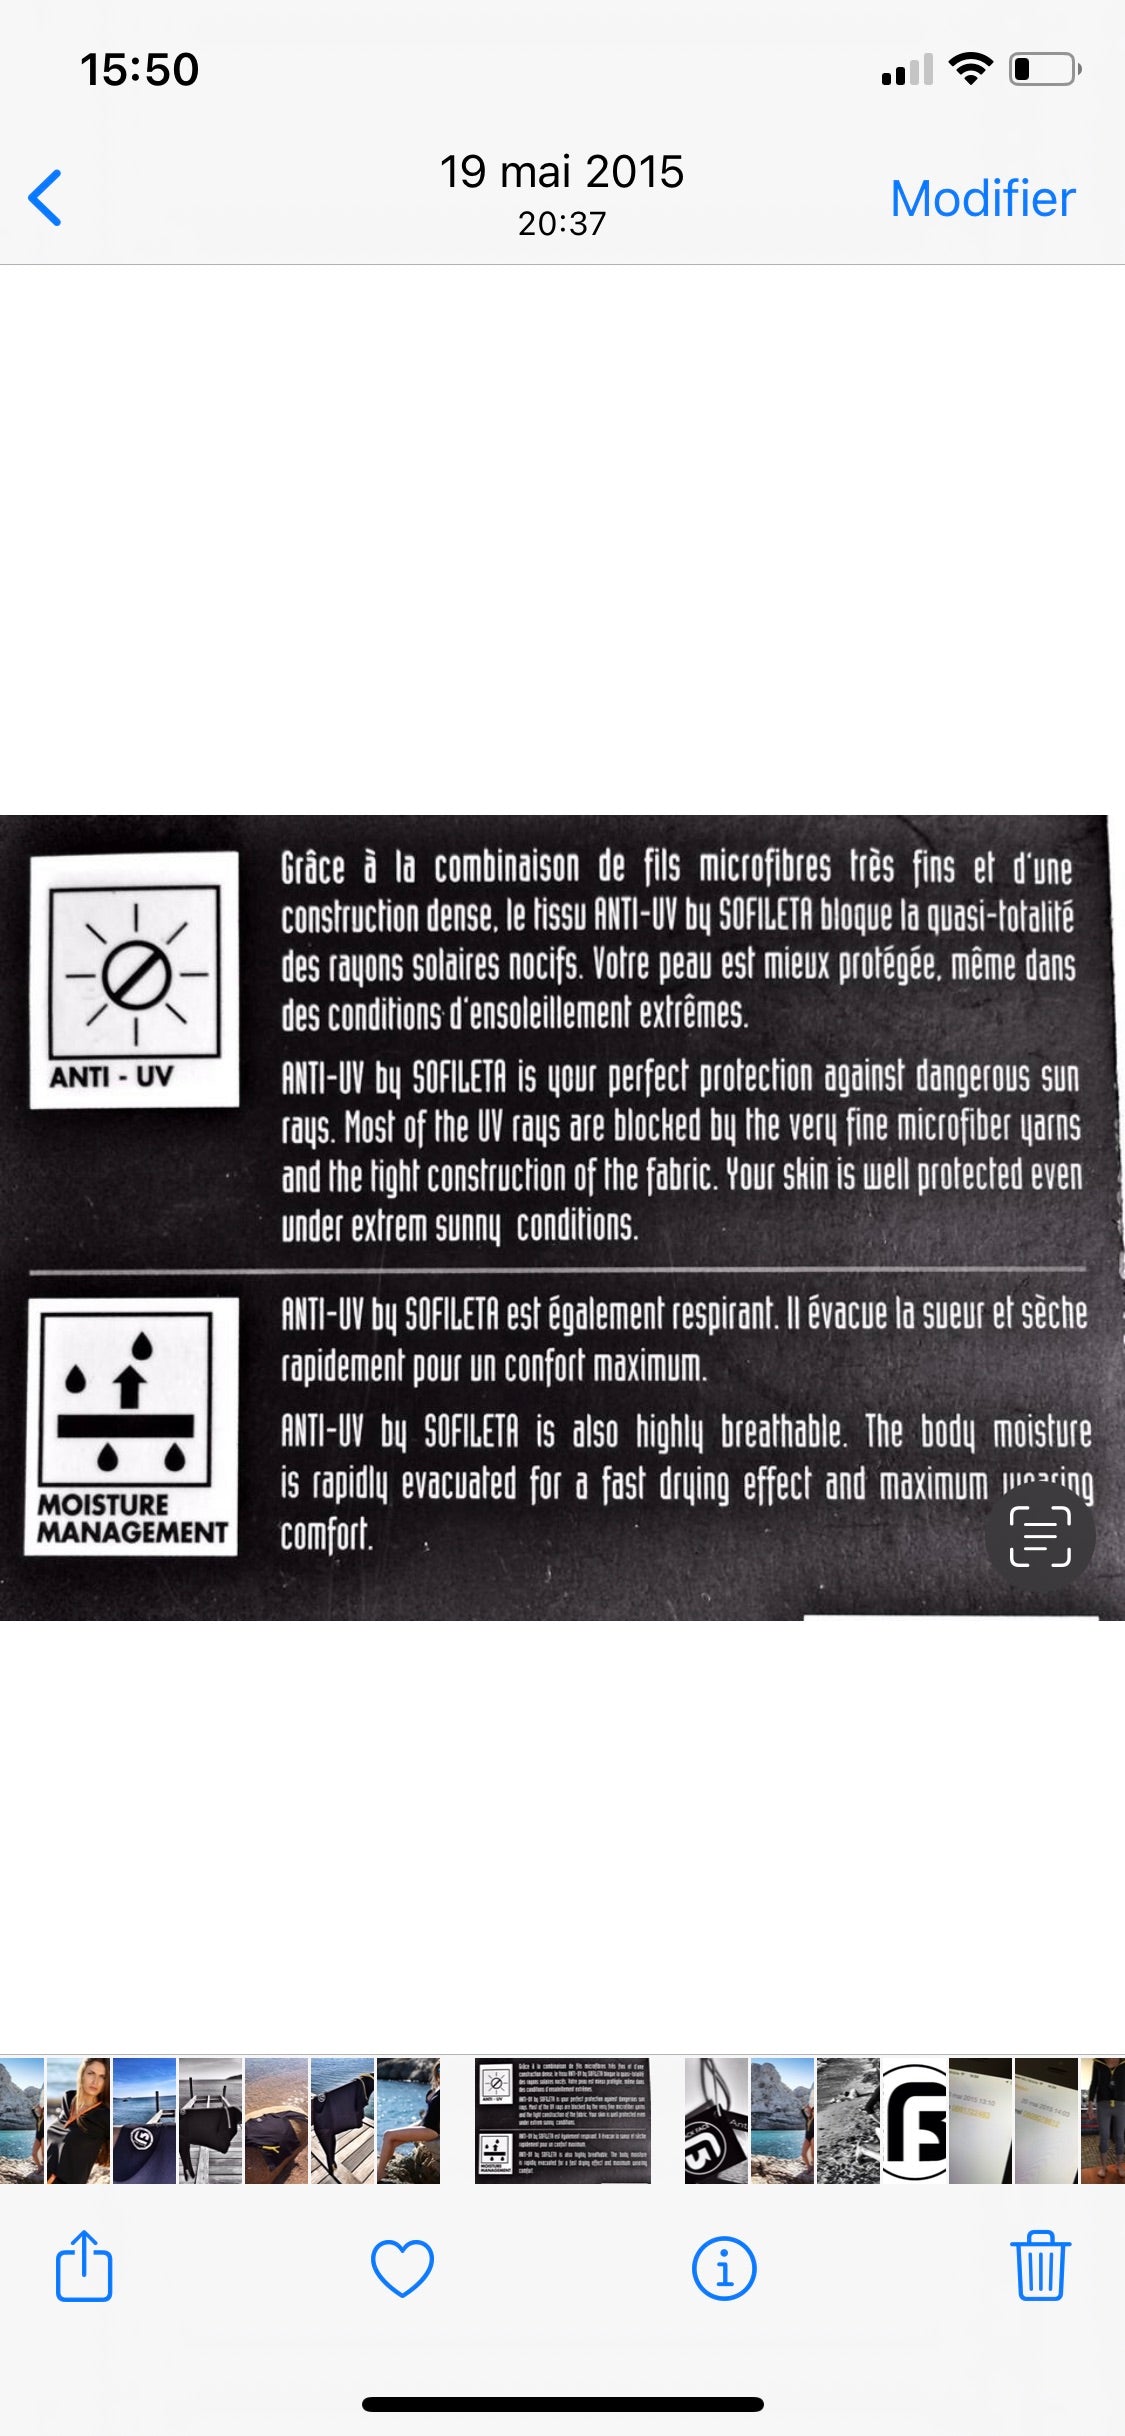 15:50
19 mai 2015
20:37
Modifier
Grâce à la combinaison de fils microfibres très fins et d'une
construction dense, le tissu ANTI-UV by SOFILETA bloque la quasi-totalité
des rayons solaires nocifs. Votre peau est mieux protégée, même dans
des conditions d'ensoleillement extrêmes.
ANTI - UV
ANTI-UV by SOFILETA is your perfect protection against dangerous sun
rays. Most of the UV rays are blocked by the very fine microfiber yarns
and the tight construction of the fabric. Your skin is well protected even
under extrem sunny conditions.
ANTI-UV by SOFILETA est également respirant. Il évacue la sueur et sèche
rapidement pour un confort maximum.
ANTI-UV by SOFILETA is also highly breathable. The body moisture
is rapidly evacuated for a fast drying effect and maximum wearing
comfort.
MOISTURE
MANAGEMENT